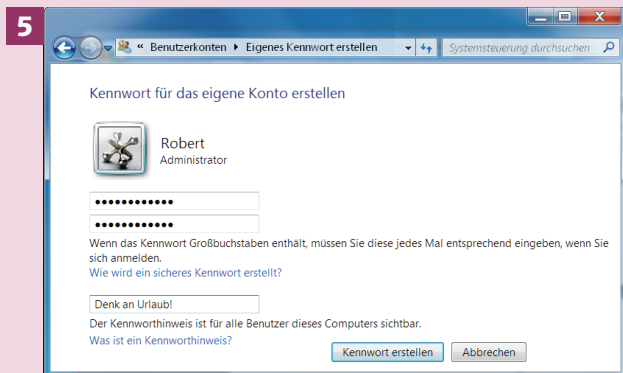 5
« Benutzerkonten Eigenes Kennwort erstellen Systemsteuerung durchsuchen
Kennwort für das eigene Konto erstellen
Robert
Administrator
••••••••••••
••••••••••••
Wenn das Kennwort Großbuchstaben enthält, müssen Sie diese jedes Mal entsprechend eingeben, wenn Sie
sich anmelden.
Wie wird ein sicheres Kennwort erstellt?
Denk an Urlaub!
Der Kennworthinweis ist für alle Benutzer dieses Computers sichtbar.
Was ist ein Kennworthinweis?
Kennwort erstellen Abbrechen